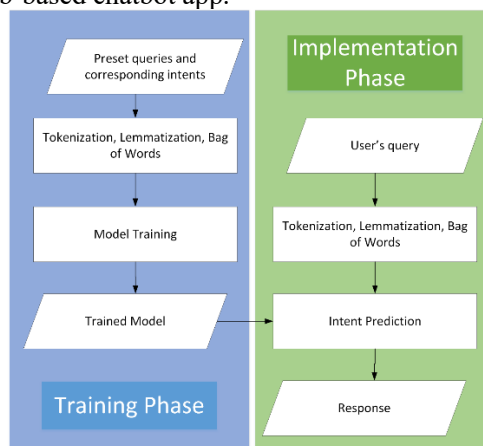 b-based chatbot app.
Preset queries and
corresponding intents
Tokenization, Lemmatization, Bag
of Words
Model Training
Trained Model
Training Phase
Implementation
Phase
User's query
Tokenization, Lemmatization, Bag
of Words
Intent Prediction
Response